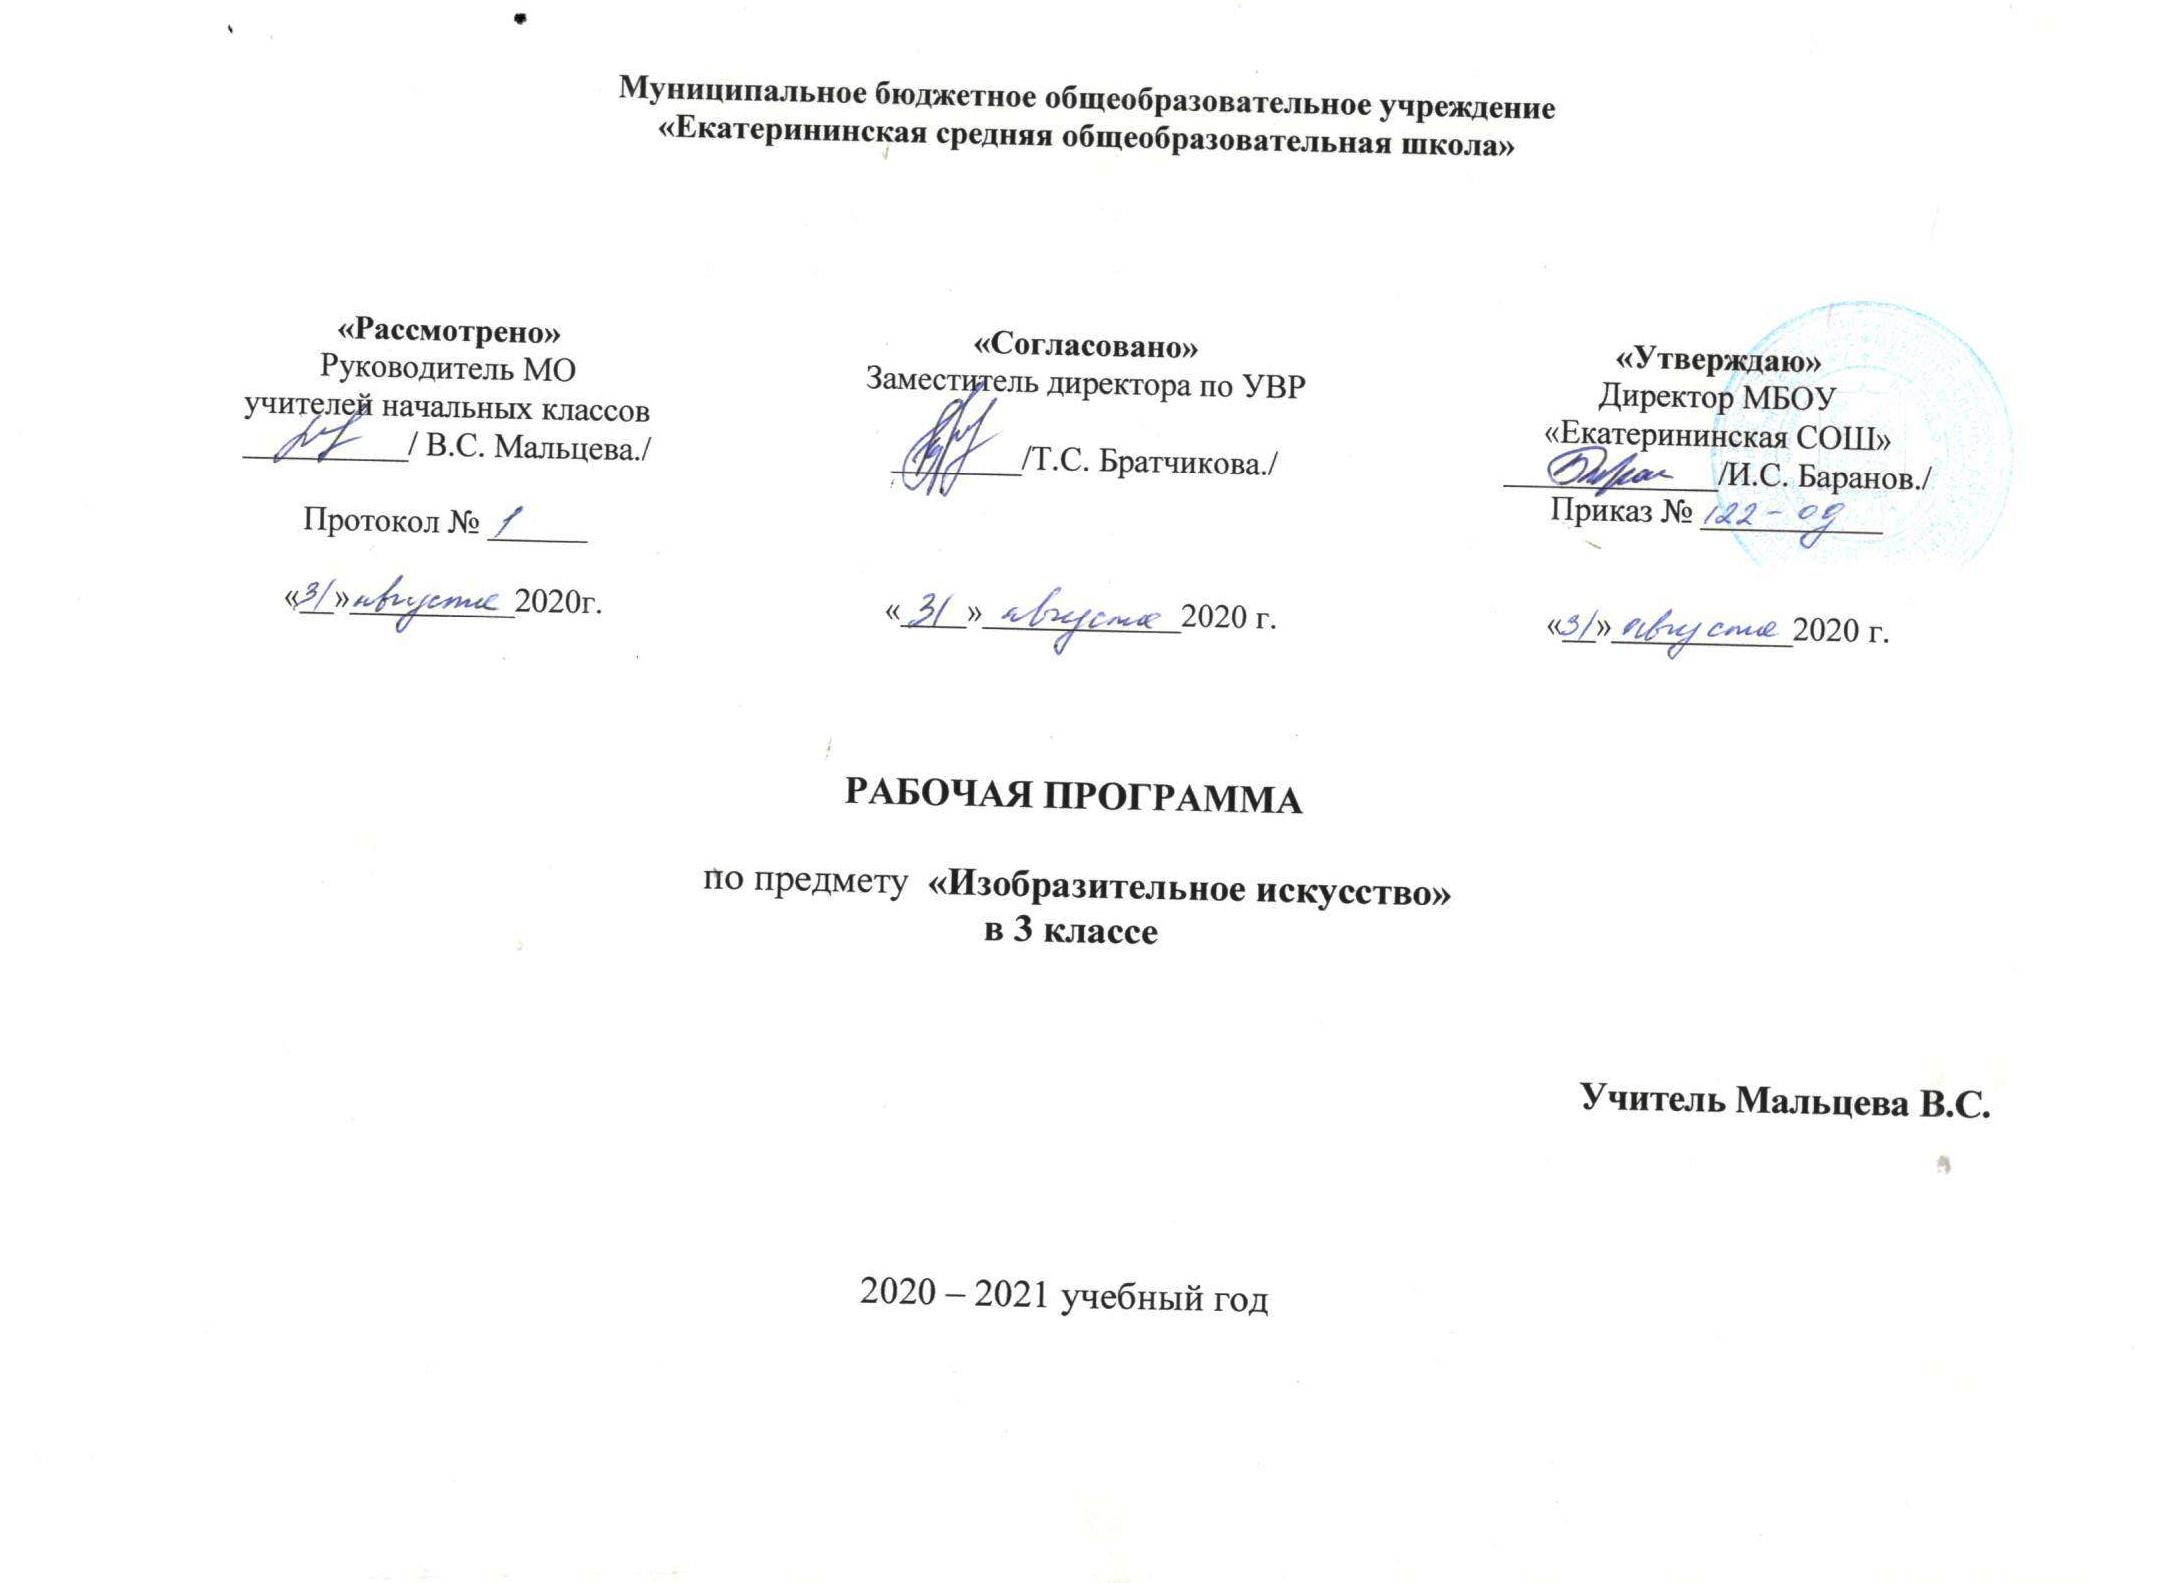 Муниципальное бюджетное общеобразовательное учреждение
«Екатерининская средняя общеобразовательная школа»
«Рассмотрено»
Руководитель МО
учителей начальных классов
__________/ В.С. Мальцева./
Протокол № 1
«31» августа 2020г.
«Согласовано»
Заместитель директора по УВР
________/Т.С. Братчикова./
«31» августа 2020 г.
«Утверждаю»
Директор МБОУ
«Екатерининская СОШ»
_____________/И.С. Баранов./
Приказ № 122-од
«31» августа 2020 г.
РАБОЧАЯ ПРОГРАММА
по предмету «Изобразительное искусство»
в 3 классе
Учитель Мальцева В.С.
2020 – 2021 учебный год